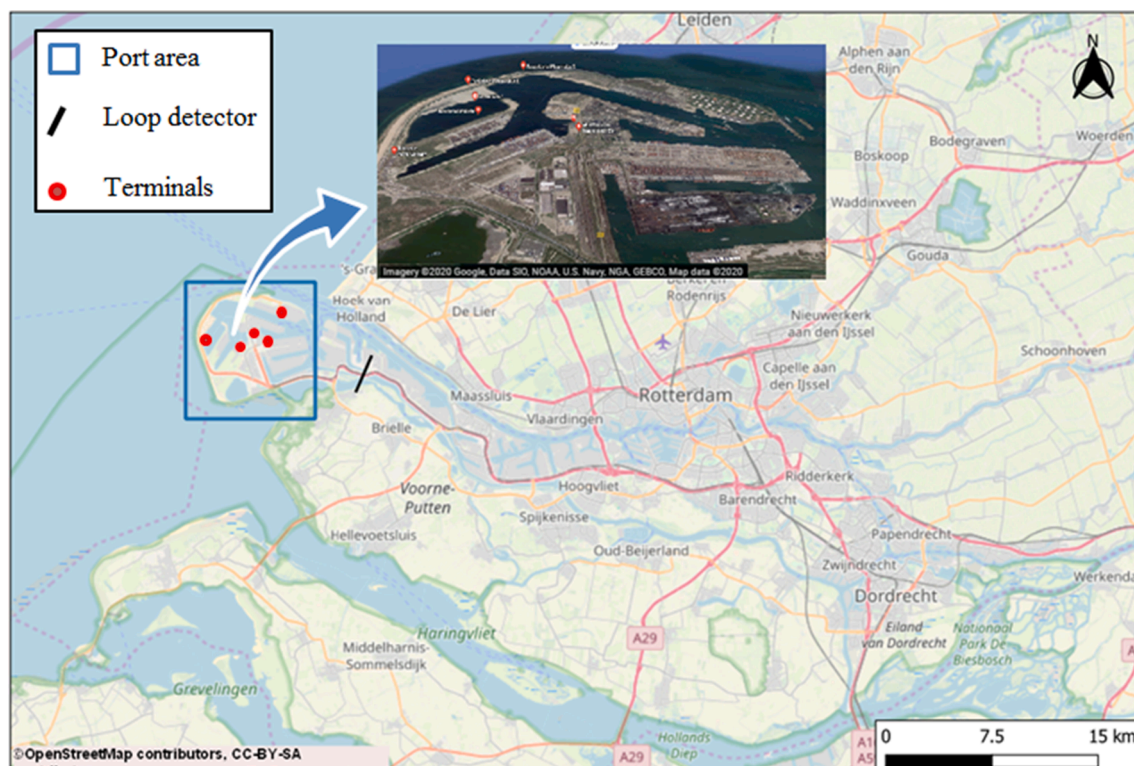 Port area
Loop detector
Terminals
N
Leiden
Alphen aan
den Rijn
Woerden
Bodegraven
Boskoop
Waddinxveen
Gouda
Imagery ©2020 Google, Data SIO, NOAA, U.S. Navy, NGA, GEBCO, Map data ©2020
's-Gra
Hoek van
Holland
De Lier
Rodenrijs
Nieuwerkerk
aan den IJssel
Schoonhoven
Capelle aan
den IJssel
Maassluis
Rotterdam
Vlaardingen
Brielle
Ridderkerk
Hoogvliet
Barendrecht
Voorne-
Putten
Spijkenisse
Hellevoetsluis
Papendrecht
Oud-Beijerland
Zwijndrecht
Werkenda
Dordrecht
Haringvliet
A29
Eiland
van Dordrecht
Nationaal
Park De
Biesbosch
Middelharnis-
Sommelsdijk
Grevelingen
Hollands
Diep
A29
0 7.5 15 km
©OpenStreetMap contributors, CC-BY-SA